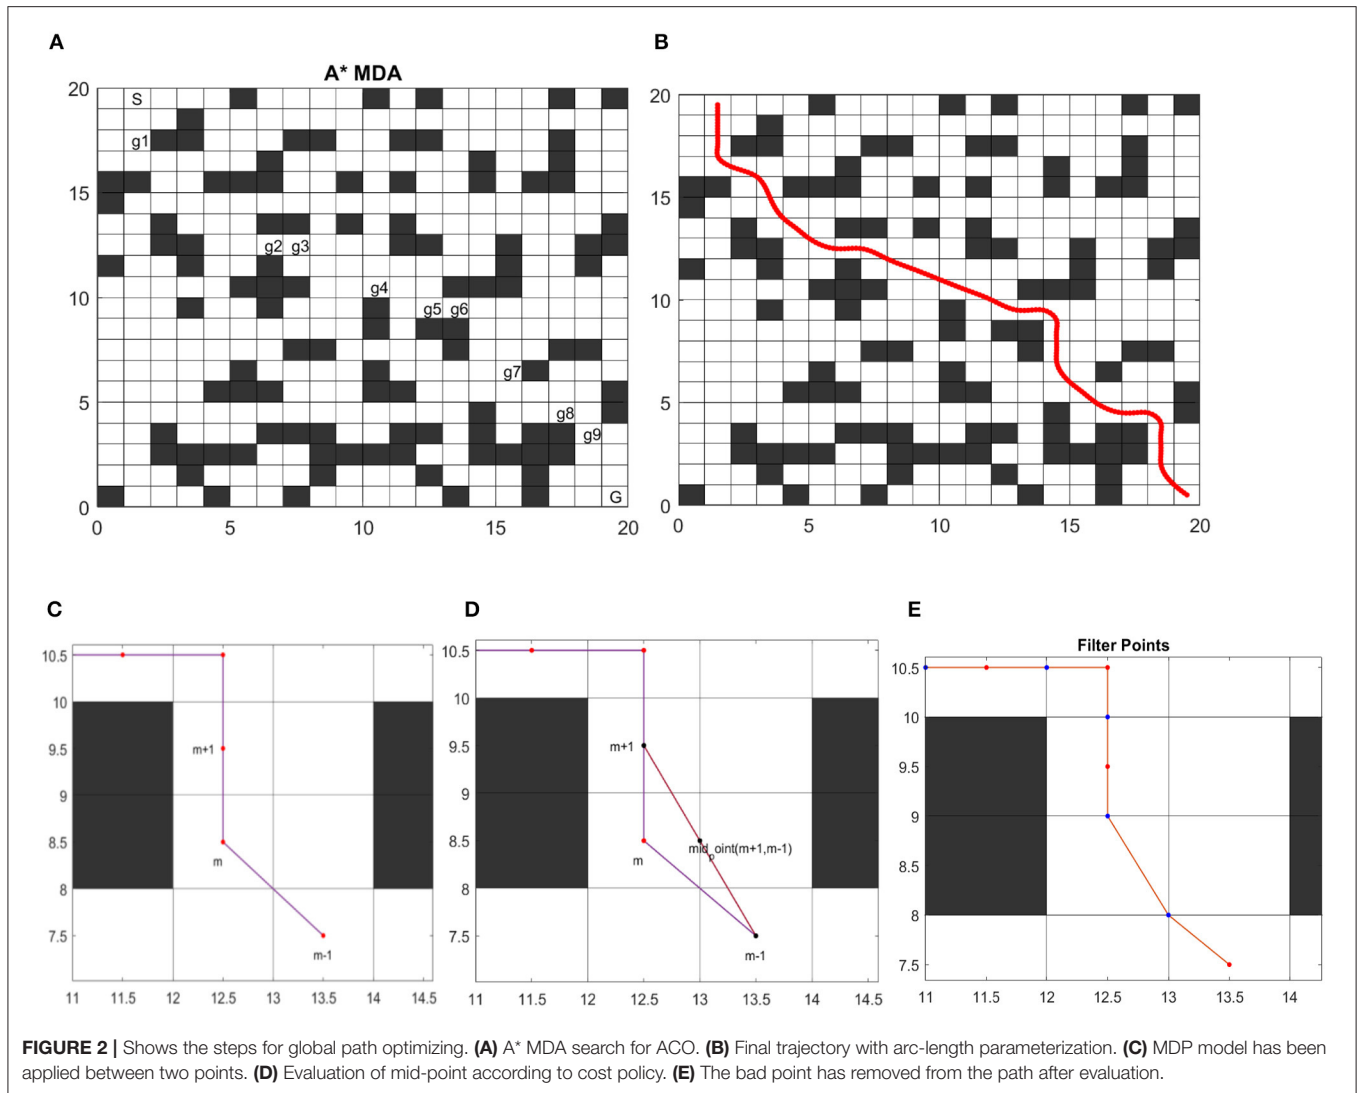 A
B
A* MDA
20
S
g1
15
g2 g3
g4
10
g5 g6
g7
5
g8
g9
0
G
0 5 10 15 20
20
15
10
5
0
0 5 10 15 20
C
D
E
10.5
10
m+1
9.5
9
8.5
m
8
7.5
m-1
11 11.5 12 12.5 13 13.5 14 14.5
10.5
10
m+1
9.5
9
8.5
mid_point(m+1,m-1)
m
8
7.5
m-1
11 11.5 12 12.5 13 13.5 14 14.5
Filter Points
10.5
10
9.5
9
8.5
8
7.5
11 11.5 12 12.5 13 13.5 14
FIGURE 2 | Shows the steps for global path optimizing. (A) A* MDA search for ACO. (B) Final trajectory with arc-length parameterization. (C) MDP model has been
applied between two points. (D) Evaluation of mid-point according to cost policy. (E) The bad point has removed from the path after evaluation.